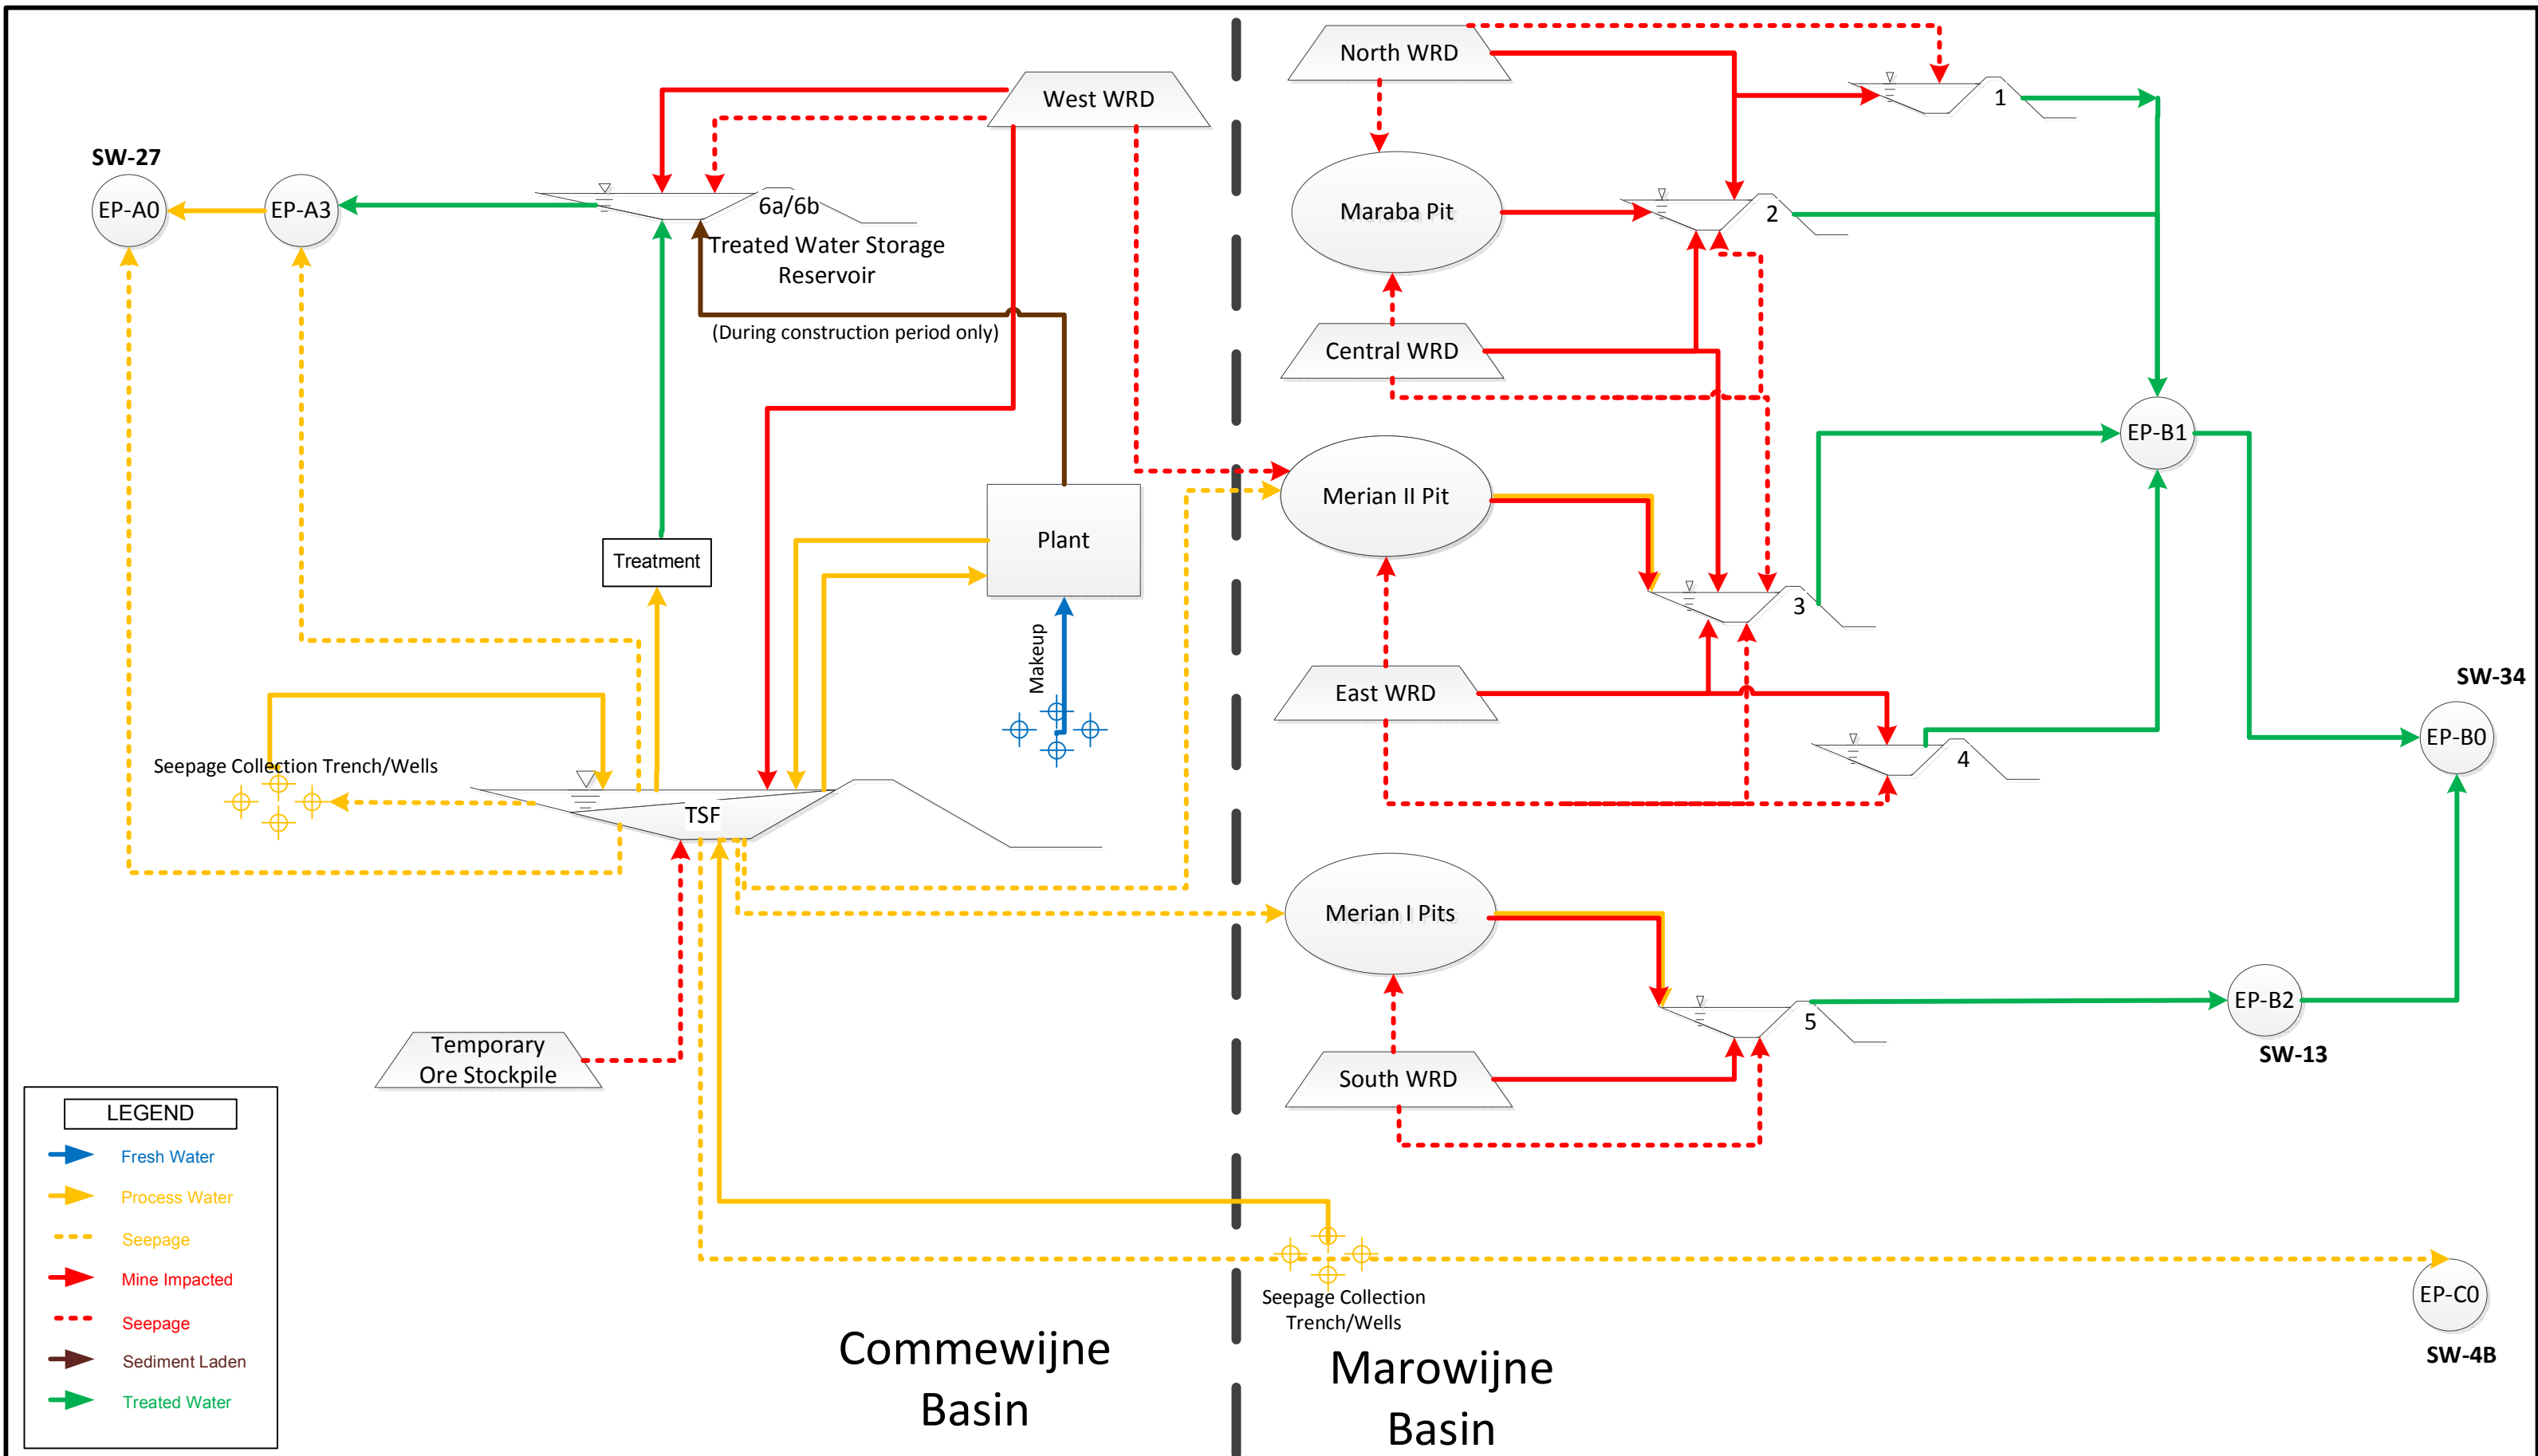 North WRD
West WRD
1
SW-27
EP-A0
EP-A3
6a/6b
Treated Water Storage
Reservoir
Maraba Pit
2
(During construction period only)
Central WRD
EP-B1
Merian II Pit
Plant
Treatment
3
Makeup
East WRD
SW-34
EP-B0
Seepage Collection Trench/Wells
4
TSF
Merian I Pits
EP-B2
5
SW-13
Temporary
Ore Stockpile
South WRD
LEGEND
Fresh Water
Process Water
Seepage
Mine Impacted
Seepage
Sediment Laden
Treated Water
Seepage Collection
Trench/Wells
EP-C0
SW-4B
Commewijne
Basin
Marowijne
Basin